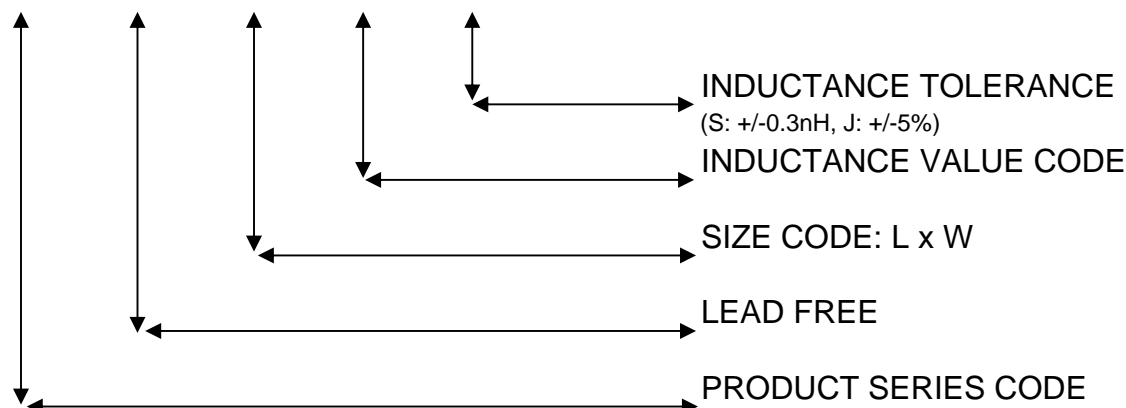 INDUCTANCE TOLERANCE
(S: +/-0.3nH, J: +/-5%)
INDUCTANCE VALUE CODE
SIZE CODE: L x W
LEAD FREE
PRODUCT SERIES CODE